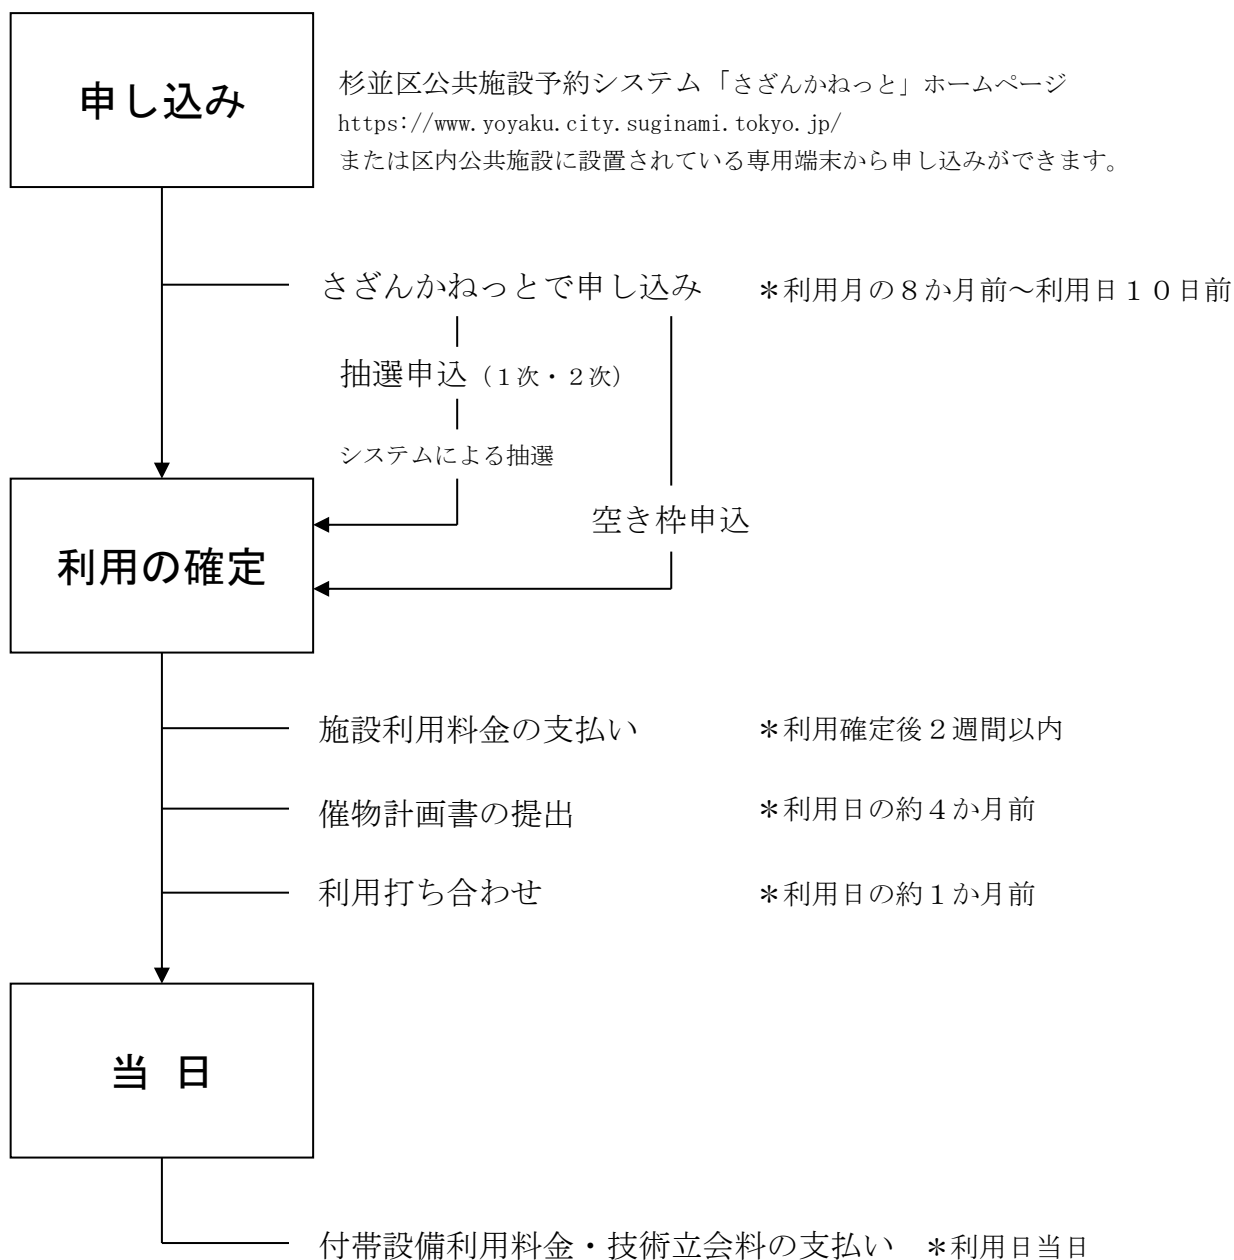 申し込み
杉並区公共施設予約システム「さざんかねっと」ホームページ
https://www.yoyaku.city.suginami.tokyo.jp/
または区内公共施設に設置されている専用端末から申し込みができます。
さざんかねっとで申し込み ＊利用月の８か月前～利用日１０日前
抽選申込（１次・２次）
システムによる抽選
空き枠申込
利用の確定
施設利用料金の支払い ＊利用確定後２週間以内
催物計画書の提出 ＊利用日の約４か月前
利用打ち合わせ ＊利用日の約１か月前
当 日
付帯設備利用料金・技術立会料の支払い ＊利用日当日